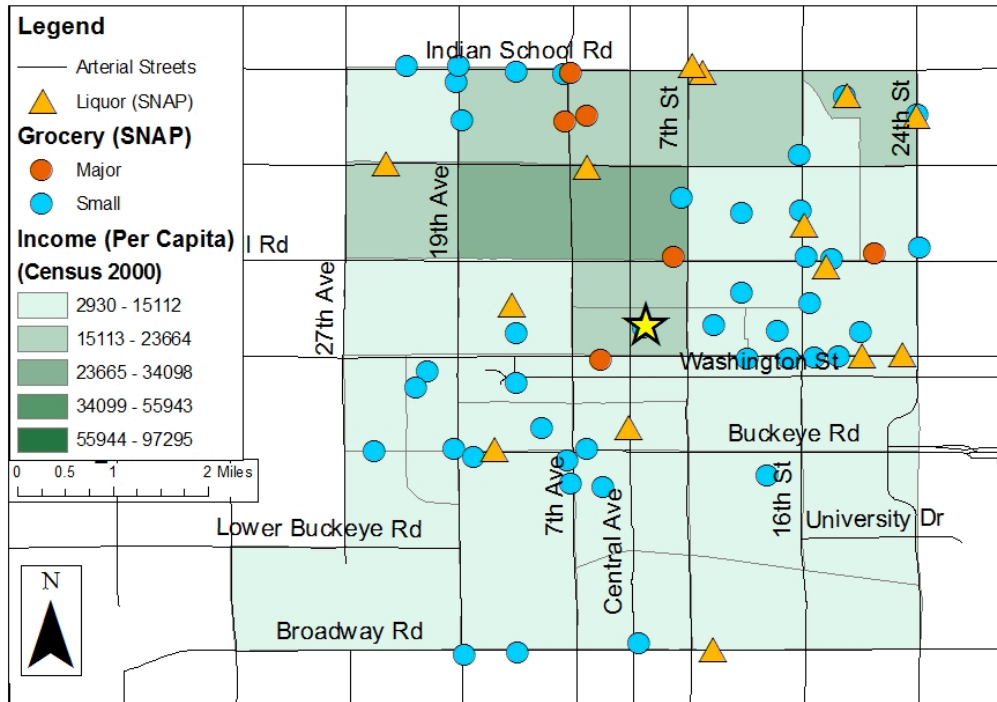 Legend
Arterial Streets
Liquor (SNAP)
Grocery (SNAP)
Major
Small
Income (Per Capita)
(Census 2000)
2930 - 15112
15113 - 23664
23665 - 34098
34099 - 55943
55944 - 97295
0 0.5 1 2 Miles
N
Indian School Rd
7th St
24th St
19th Ave
l Rd
27th Ave
Washington St
Buckeye Rd
7th Ave
Central Ave
16th St
Lower Buckeye Rd
University Dr
Broadway Rd